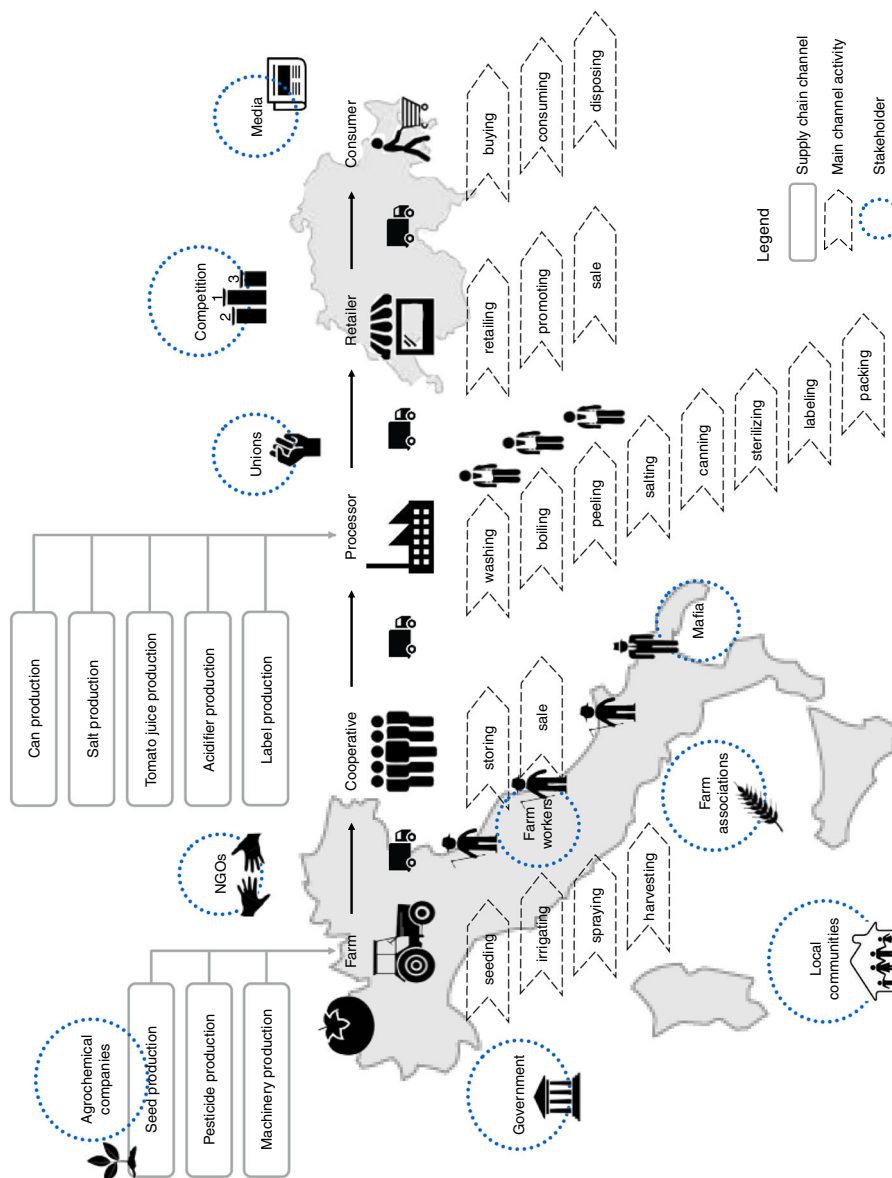 Agrochemical
companies
Seed production
Pesticide production
Machinery production
NGOs
Can production
Salt production
Tomato juice production
Acidifier production
Label production
Unions
Competition
2
1
3
Media
Farm
Cooperative
Processor
Retailer
Consumer
seeding
irrigating
spraying
harvesting
storing
sale
washing
boiling
peeling
salting
canning
sterilizing
labeling
packing
retailing
promoting
sale
buying
consuming
disposing
Government
Farm
workers
Farm
associations
Mafia
Local
communities
Legend
Supply chain channel
Main channel activity
Stakeholder